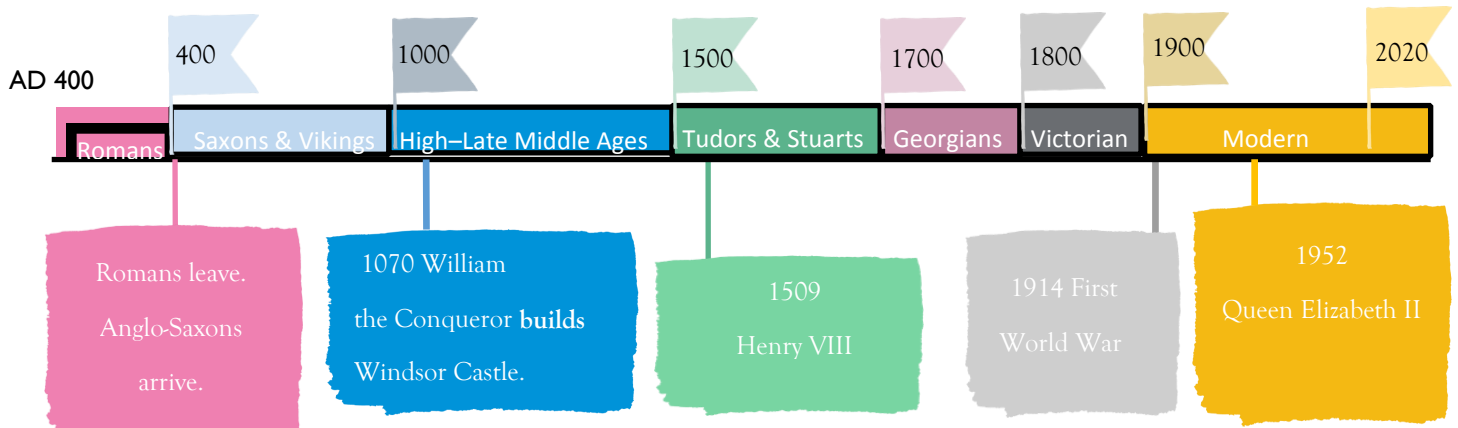 400
1000
1500
1700
1800
1900
2020
AD 400
Romans
Saxons & Vikings
High–Late Middle Ages
Tudors & Stuarts
Georgians
Victorian
Modern
Romans leave.
Anglo-Saxons
arrive.
1070 William
the Conqueror builds
Windsor Castle.
1509
Henry VIII
1914 First
World War
1952
Queen Elizabeth II